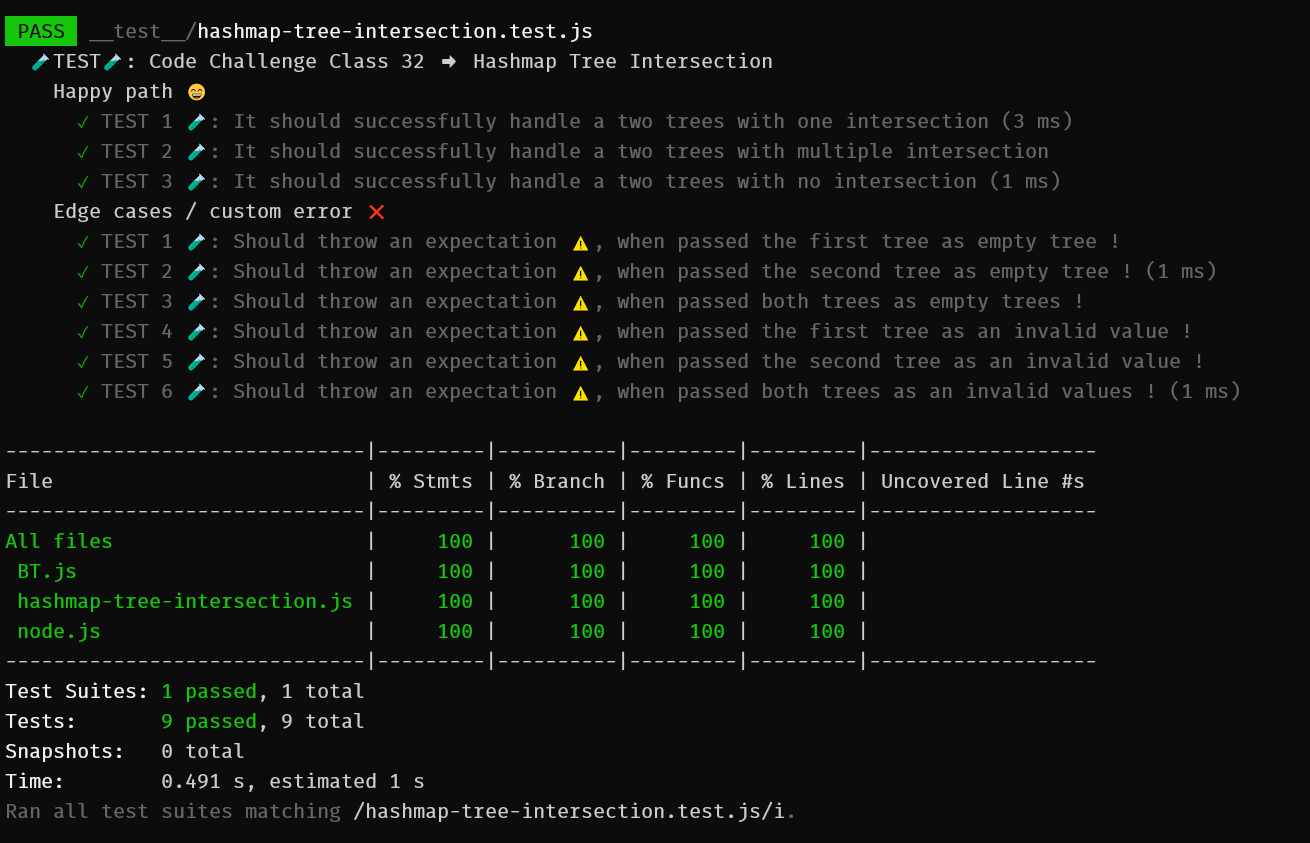 PASS __test__/hashmap-tree-intersection.test.js
🧪TEST🧪: Code Challenge Class 32 ➡ Hashmap Tree Intersection
Happy path 😁
✓ TEST 1 🧪: It should successfully handle a two trees with one intersection (3 ms)
✓ TEST 2 🧪: It should successfully handle a two trees with multiple intersection
✓ TEST 3 🧪: It should successfully handle a two trees with no intersection (1 ms)
Edge cases / custom error ❌
✓ TEST 1 🧪: Should throw an expectation ⚠, when passed the first tree as empty tree !
✓ TEST 2 🧪: Should throw an expectation ⚠, when passed the second tree as empty tree ! (1 ms)
✓ TEST 3 🧪: Should throw an expectation ⚠, when passed both trees as empty trees !
✓ TEST 4 🧪: Should throw an expectation ⚠, when passed the first tree as an invalid value !
✓ TEST 5 🧪: Should throw an expectation ⚠, when passed the second tree as an invalid value !
✓ TEST 6 🧪: Should throw an expectation ⚠, when passed both trees as an invalid values ! (1 ms)
------------------------------|---------|----------|---------|---------|-------------------
File                          | % Stmts | % Branch | % Funcs | % Lines | Uncovered Line #s
------------------------------|---------|----------|---------|---------|-------------------
All files                     |     100 |      100 |     100 |     100 |
 BT.js                        |     100 |      100 |     100 |     100 |
 hashmap-tree-intersection.js |     100 |      100 |     100 |     100 |
 node.js                      |     100 |      100 |     100 |     100 |
------------------------------|---------|----------|---------|---------|-------------------
Test Suites: 1 passed, 1 total
Tests:       9 passed, 9 total
Snapshots:   0 total
Time:        0.491 s, estimated 1 s
Ran all test suites matching /hashmap-tree-intersection.test.js/i.